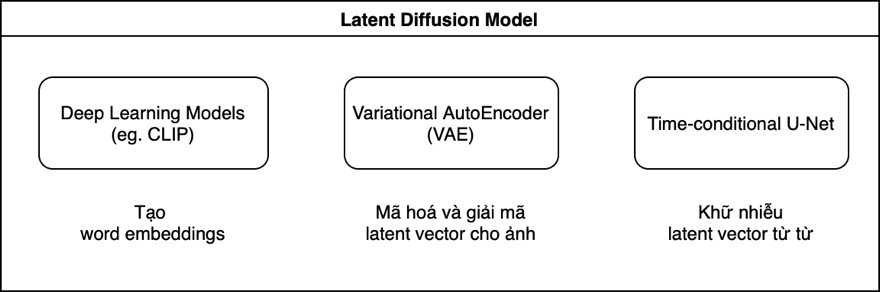 Latent Diffusion Model
Deep Learning Models
(eg. CLIP)
Variational AutoEncoder
(VAE)
Time-conditional U-Net
Tạo
word embeddings
Mã hoá và giải mã
latent vector cho ảnh
Khữ nhiễu
latent vector từ từ